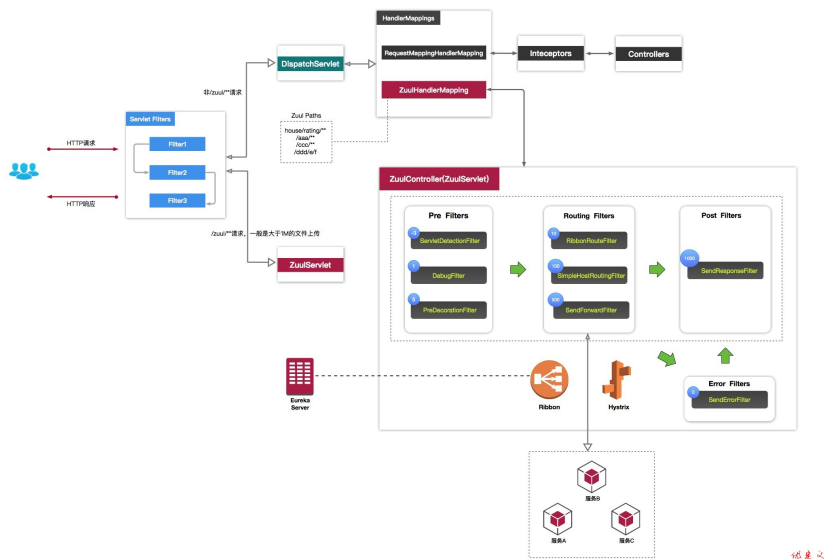 HandlerMappings
RequestMappingHandlerMapping
ZuulHandlerMapping
Inteceptors
Controllers
DispatchServlet
非/zuul/**请求
Zuul Paths
house/rating/**
/aaa/**
/ccc/**
/ddd/e/f
Servlet Filters
Filter1
Filter2
Filter3
HTTP请求
HTTP响应
/zuul/**请求，一般是大于1M的文件上传
ZuulServlet
ZuulController(ZuulServlet)
Pre Filters
-3
ServletDetectionFilter
1
DebugFilter
5
PreDecorationFilter
Routing Filters
10
RibbonRouteFilter
100
SimpleHostRoutingFilter
500
SendForwardFilter
Post Filters
1000
SendResponseFilter
Error Filters
0
SendErrorFilter
Eureka
Server
Ribbon
Hystrix
服务B
服务A
服务C